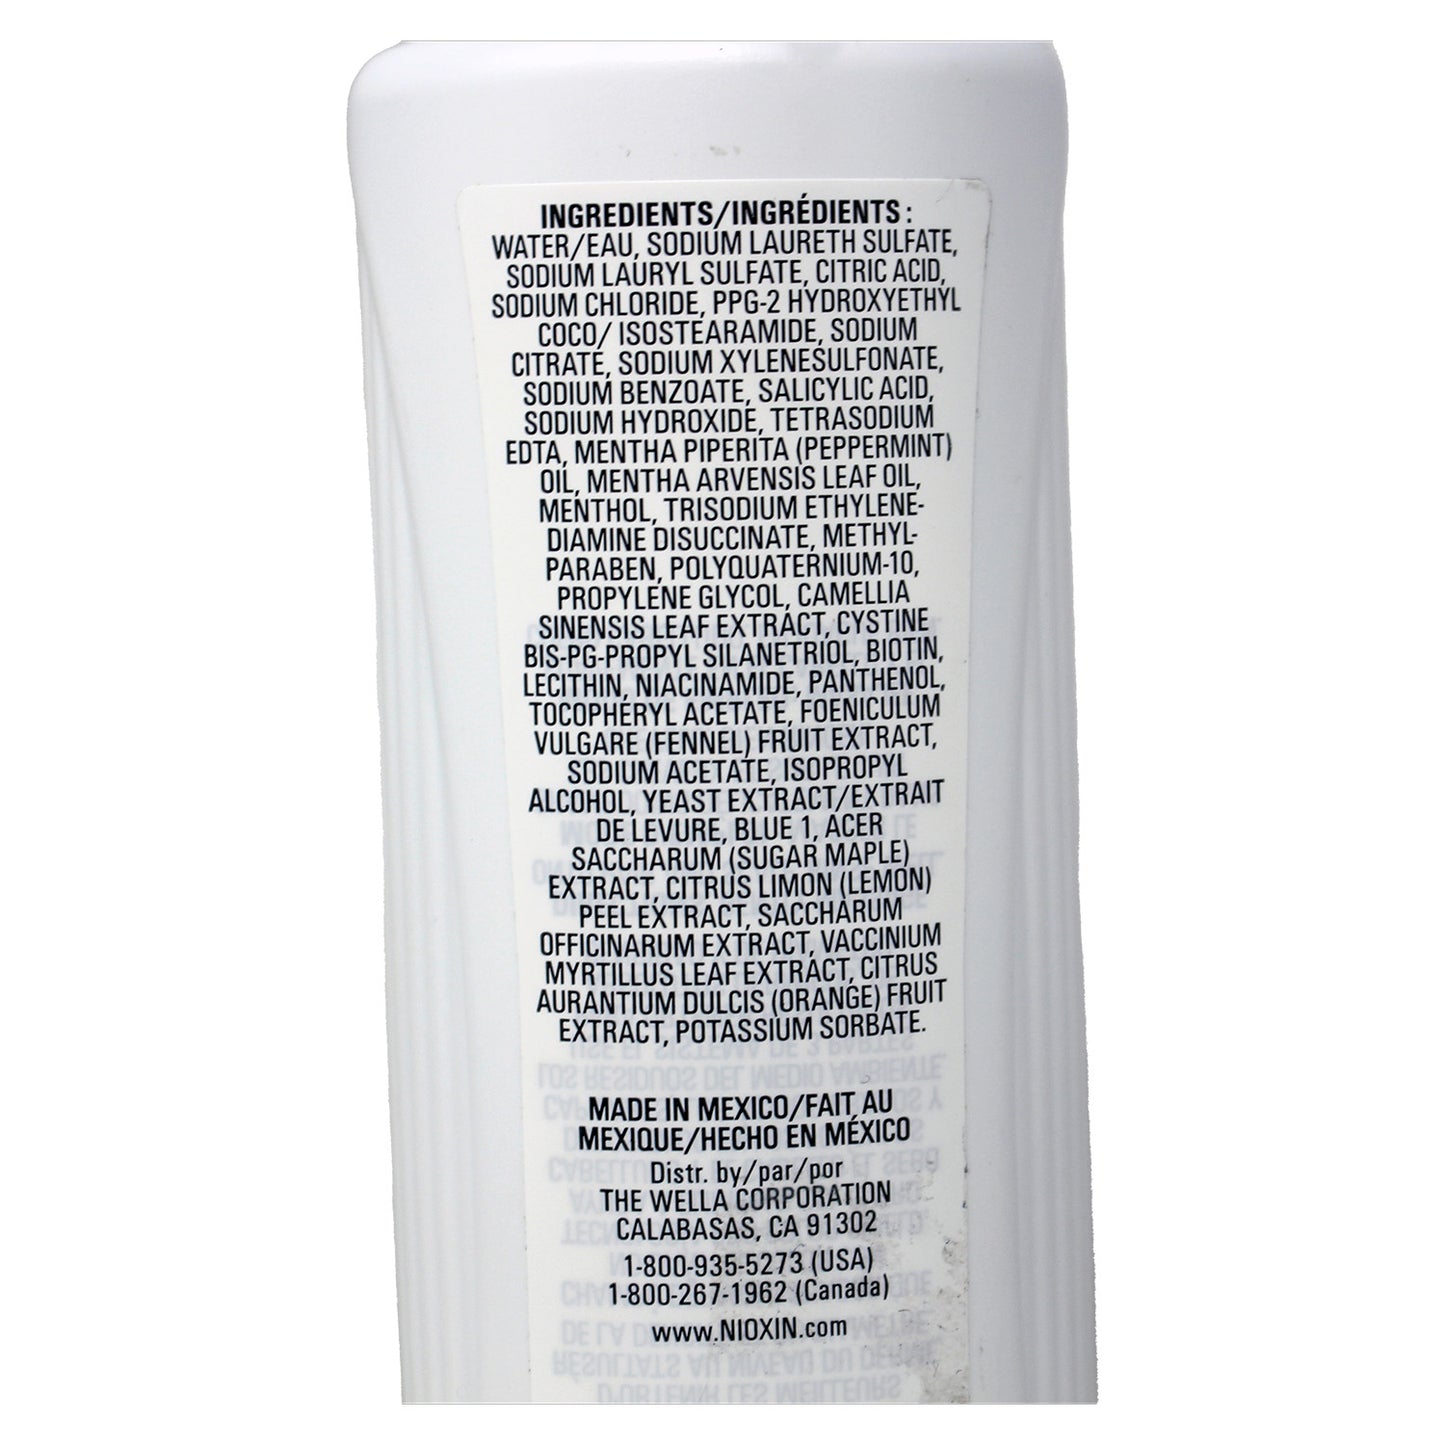 INGREDIENTS/INGRÉDIENTS:
WATER/EAU, SODIUM LAURETH SULFATE,
SODIUM LAURYL SULFATE, CITRIC ACID,
SODIUM CHLORIDE, PPG-2 HYDROXYETHYL
COCO/ ISOSTEARAMIDE, SODIUM
CITRATE, SODIUM XYLENESULFONATE,
SODIUM BENZOATE, SALICYLIC ACID,
SODIUM HYDROXIDE, TETRASODIUM
EDTA, MENTHA PIPERITA (PEPPERMINT)
OIL, MENTHA ARVENSIS LEAF OIL,
MENTHOL, TRISODIUM ETHYLENE-
DIAMINE DISUCCINATE, METHYL-
PARABEN, POLYQUATERNIUM-10,
PROPYLENE GLYCOL, CAMELLIA
SINENSIS LEAF EXTRACT, CYSTINE
BIS-PG-PROPYL SILANETRIOL, BIOTIN,
LECITHIN, NIACINAMIDE, PANTHENOL,
TOCOPHERYL ACETATE, FOENICULUM
VULGARE (FENNEL) FRUIT EXTRACT,
SODIUM ACETATE, ISOPROPYL
ALCOHOL, YEAST EXTRACT/EXTRAIT
DE LEVURE, BLUE 1, ACER
SACCHARUM (SUGAR MAPLE)
EXTRACT, CITRUS LIMON (LEMON)
PEEL EXTRACT, SACCHARUM
OFFICINARUM EXTRACT, VACCINIUM
MYRTILLUS LEAF EXTRACT, CITRUS
AURANTIUM DULCIS (ORANGE) FRUIT
EXTRACT, POTASSIUM SORBATE.
MADE IN MEXICO/FAIT AU
MEXIQUE/HECHO EN MÉXICO
Distr. by/par/por
THE WELLA CORPORATION
CALABASAS, CA 91302
1-800-935-5273 (USA)
1-800-267-1962 (Canada)
www.NIOXIN.com